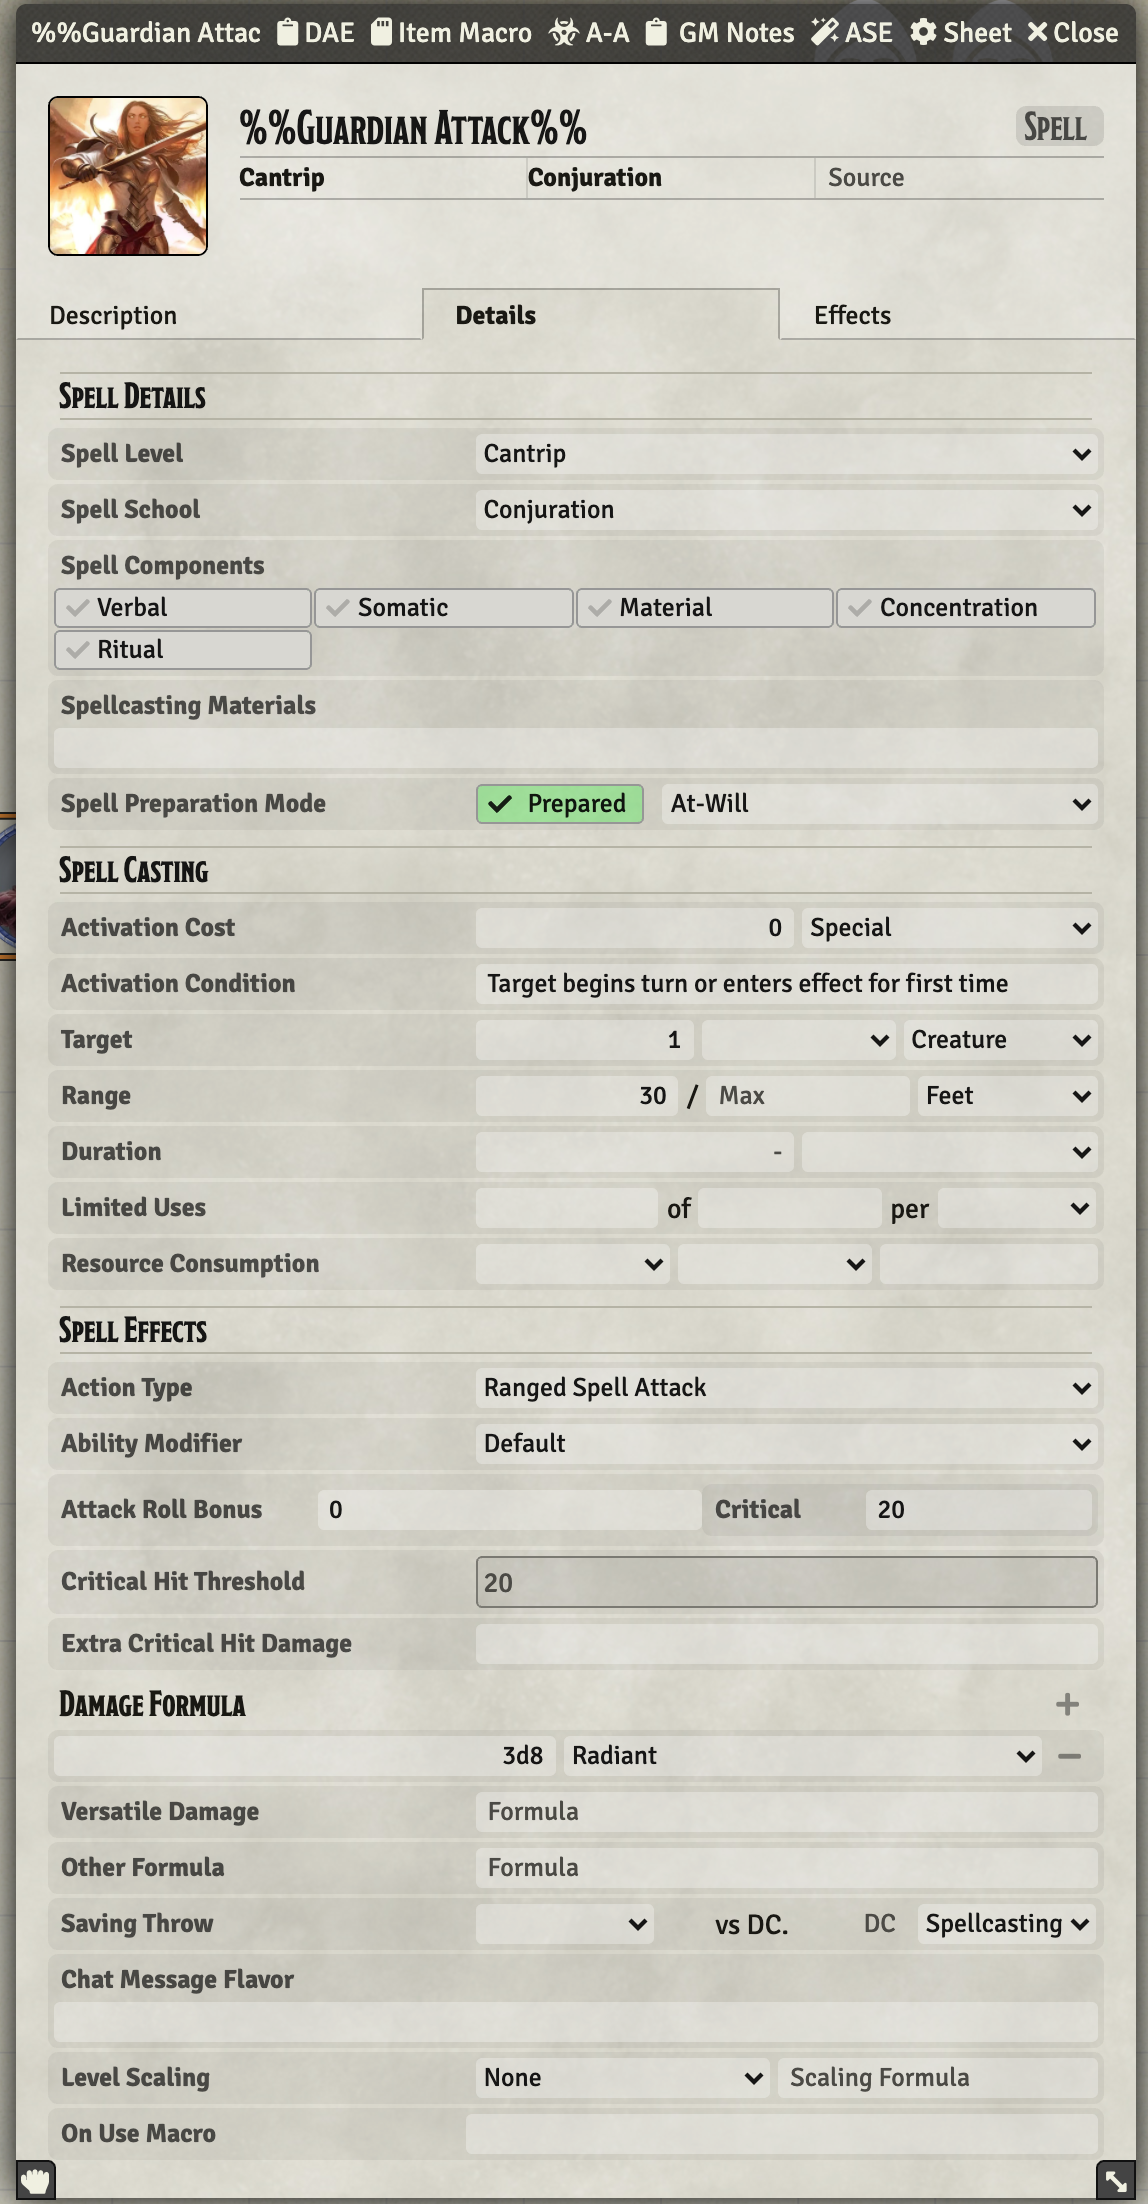 %%Guardian Attac DAE Item Macro A-A GM Notes ASE Sheet Close
%%Guardian Attack%% Spell
Cantrip Conjuration Source
Description Details Effects
Spell Details
Spell Level Cantrip
Spell School Conjuration
Spell Components
Verbal Somatic Material Concentration
Ritual
Spellcasting Materials
Spell Preparation Mode Prepared At-Will
Spell Casting
Activation Cost 0 Special
Activation Condition Target begins turn or enters effect for first time
Target 1 Creature
Range 30 / Max Feet
Duration -
Limited Uses of per
Resource Consumption
Spell Effects
Action Type Ranged Spell Attack
Ability Modifier Default
Attack Roll Bonus 0 Critical 20
Critical Hit Threshold 20
Extra Critical Hit Damage
Damage Formula
3d8 Radiant
Versatile Damage Formula
Other Formula Formula
Saving Throw vs DC. DC Spellcasting
Chat Message Flavor
Level Scaling None Scaling Formula
On Use Macro